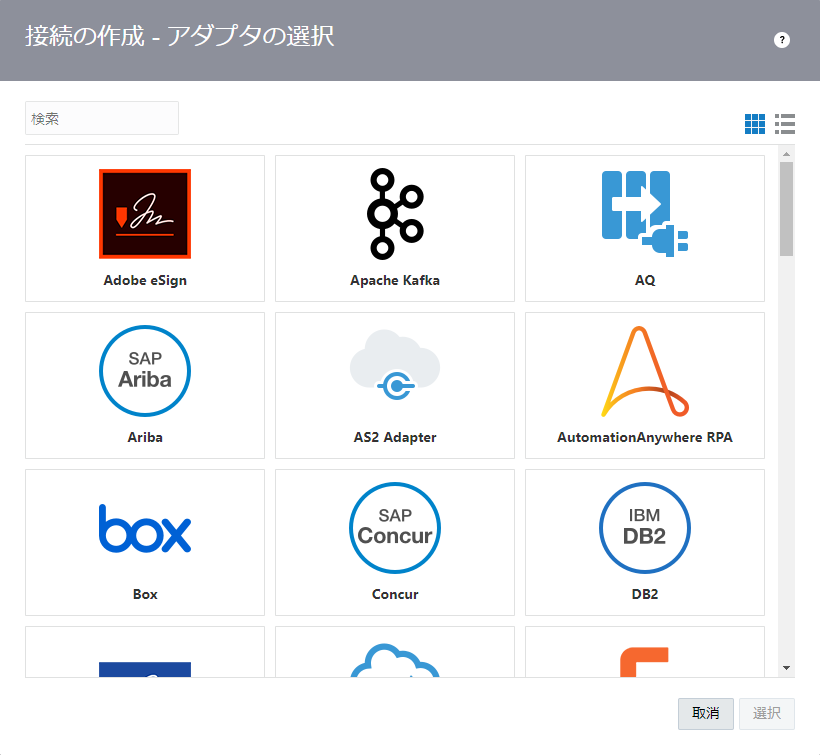 接続の作成 - アダプタの選択
?
検索
Adobe eSign
Apache Kafka
AQ
SAP
Ariba
Ariba
AS2 Adapter
AutomationAnywhere RPA
box
Box
SAP
Concur
Concur
IBM
DB2
DB2
取消
選択